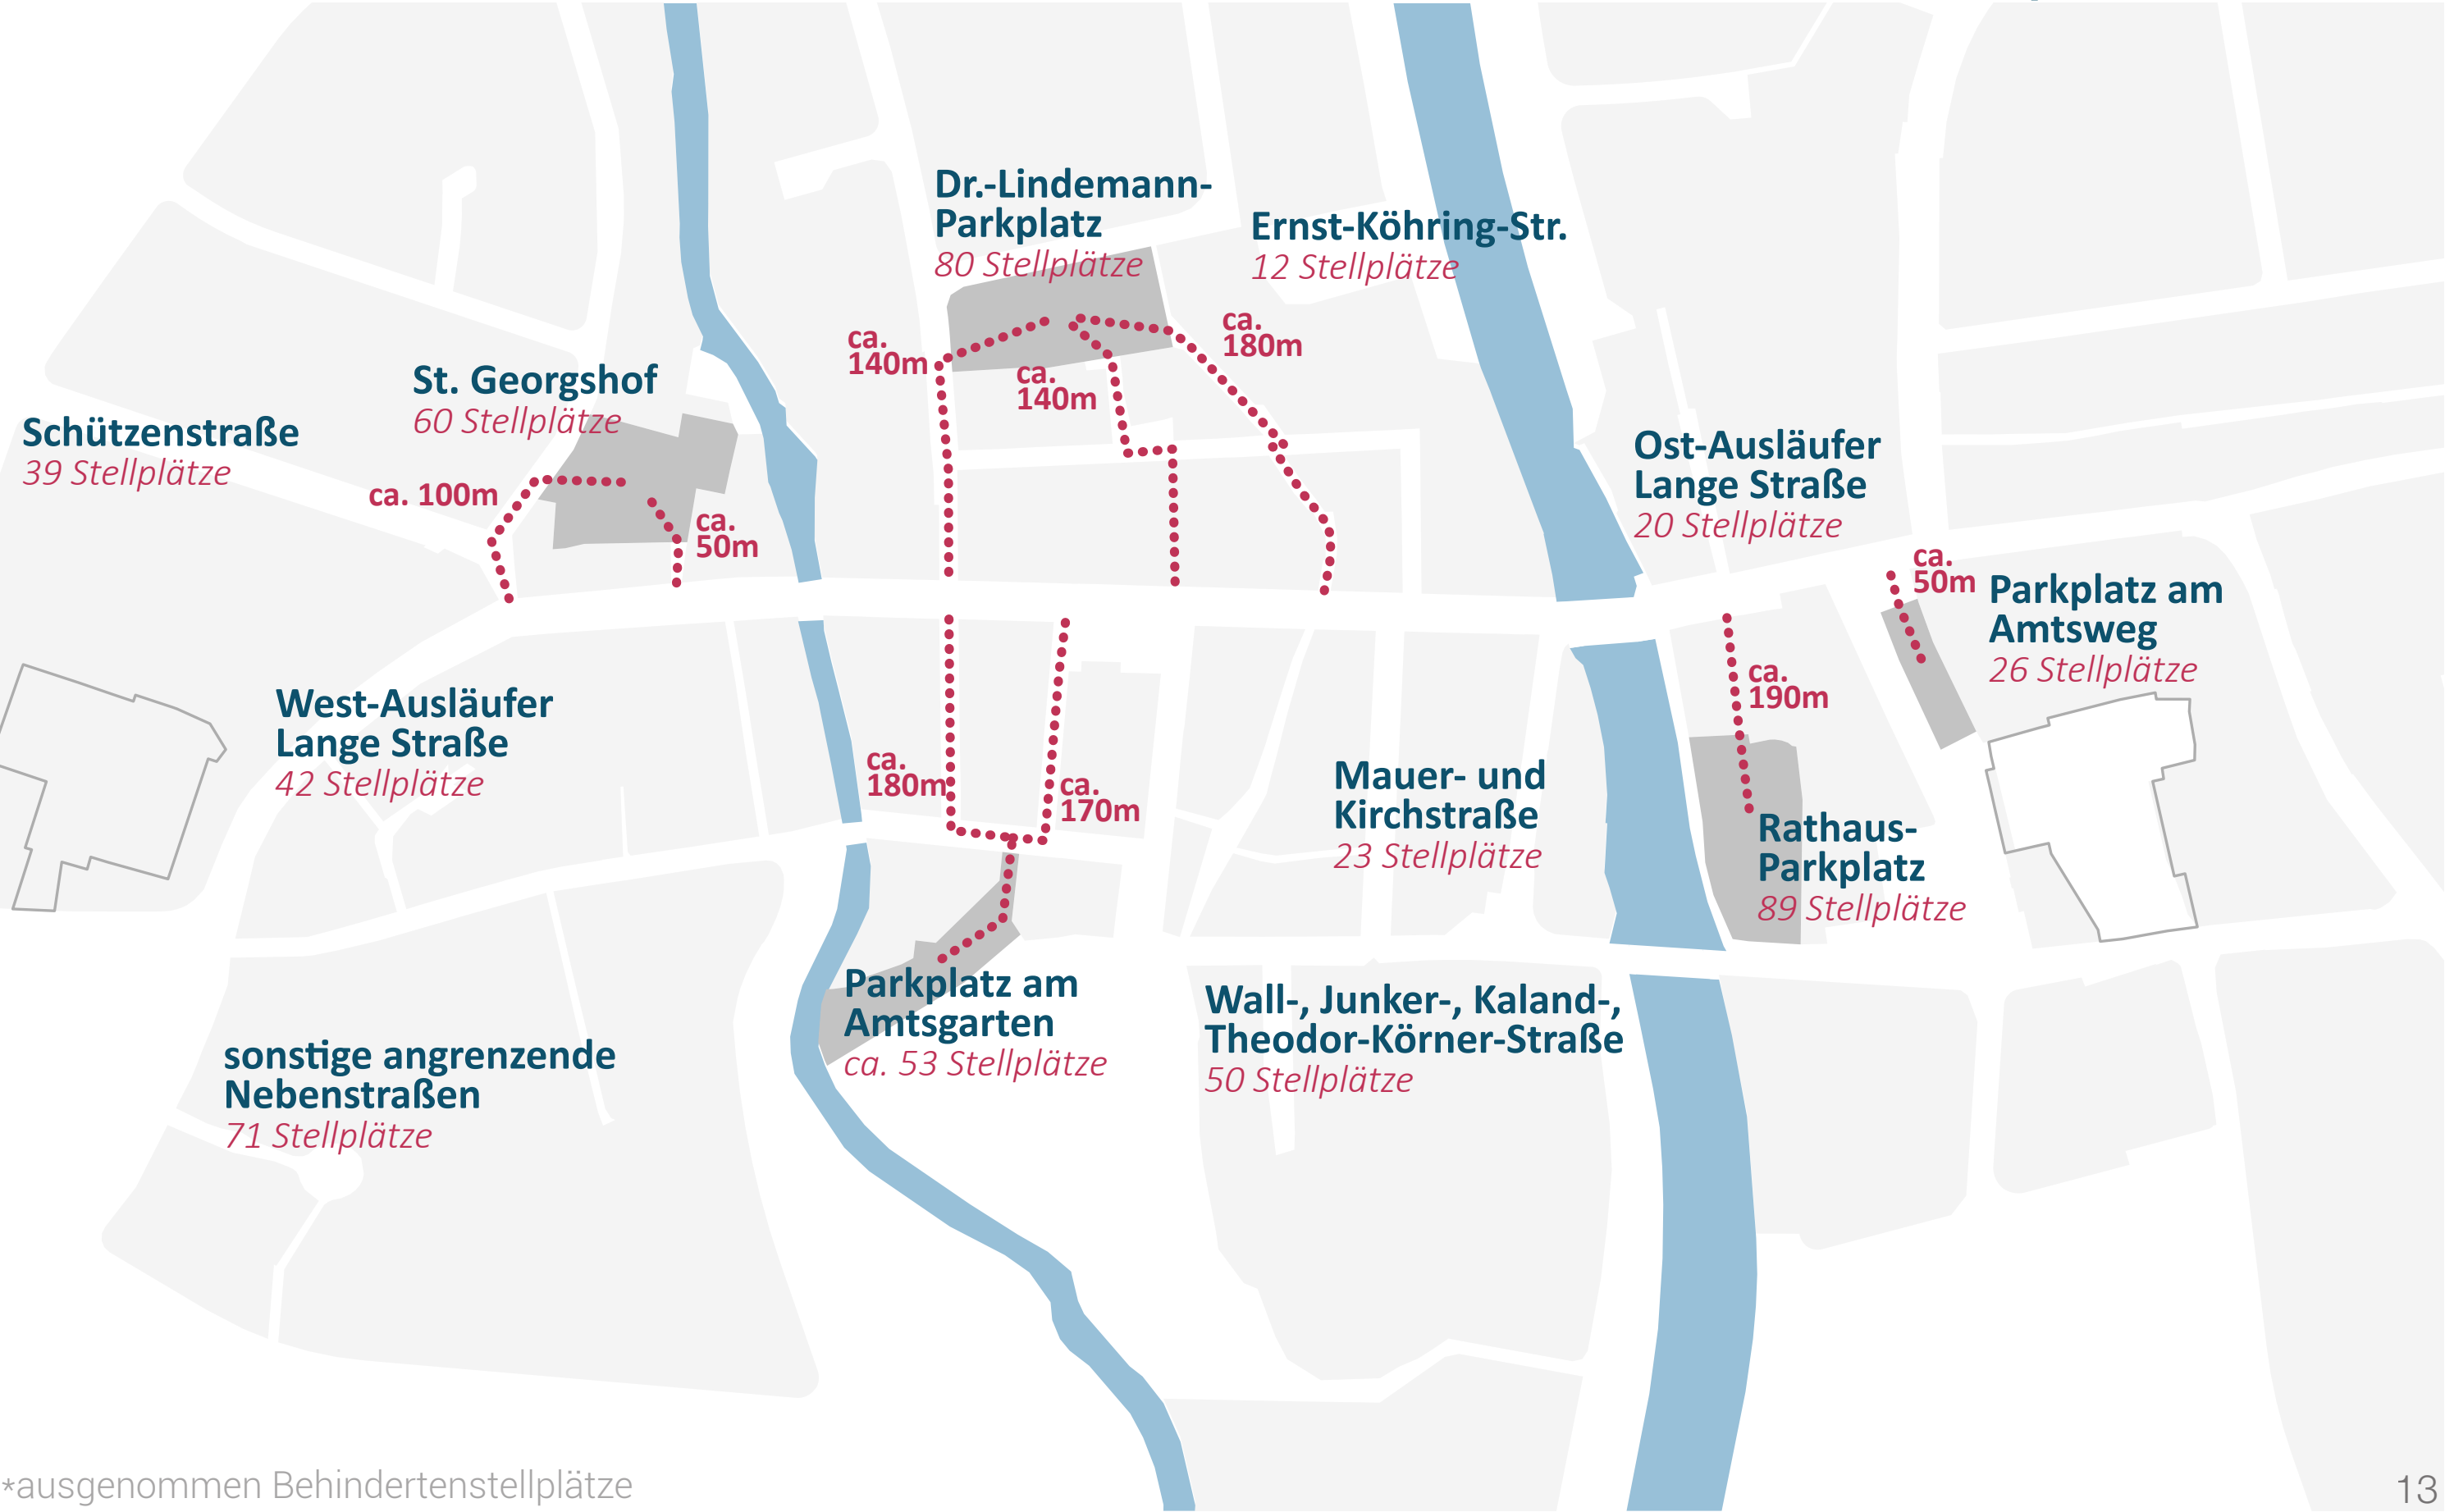 Dr.-Lindemann-
Parkplatz
80 Stellplätze
Ernst-Köhring-Str.
12 Stellplätze
ca.
140m
ca.
140m
ca.
180m
St. Georgshof
60 Stellplätze
Schützenstraße
39 Stellplätze
ca. 100m
ca.
50m
Ost-Ausläufer
Lange Straße
20 Stellplätze
ca.
50m
Parkplatz am
Amtsweg
26 Stellplätze
West-Ausläufer
Lange Straße
42 Stellplätze
ca.
180m
ca.
170m
Mauer- und
Kirchstraße
23 Stellplätze
ca.
190m
Rathaus-
Parkplatz
89 Stellplätze
Parkplatz am
Amtsgarten
ca. 53 Stellplätze
Wall-, Junker-, Kaland-,
Theodor-Körner-Straße
50 Stellplätze
sonstige angrenzende
Nebenstraßen
71 Stellplätze
*ausgenommen Behindertenstellplätze
13